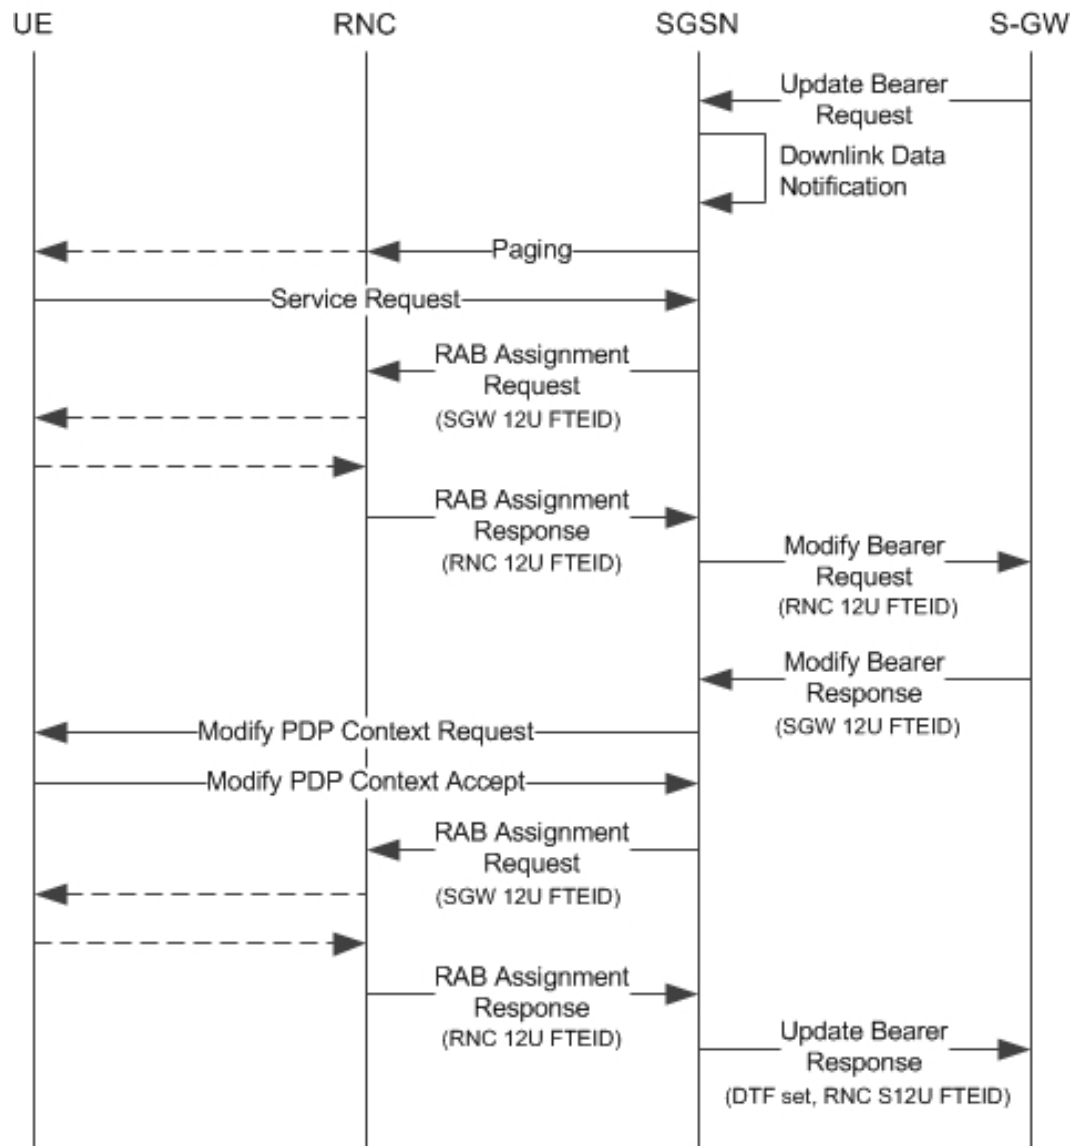 UE
RNC
SGSN
S-GW
Update Bearer
Request
Downlink Data
Notification
Paging
Service Request
RAB Assignment
Request
(SGW 12U FTEID)
RAB Assignment
Response
(RNC 12U FTEID)
Modify Bearer
Request
(RNC 12U FTEID)
Modify Bearer
Response
(SGW 12U FTEID)
Modify PDP Context Request
Modify PDP Context Accept
RAB Assignment
Request
(SGW 12U FTEID)
RAB Assignment
Response
(RNC 12U FTEID)
Update Bearer
Response
(DTF set, RNC S12U FTEID)